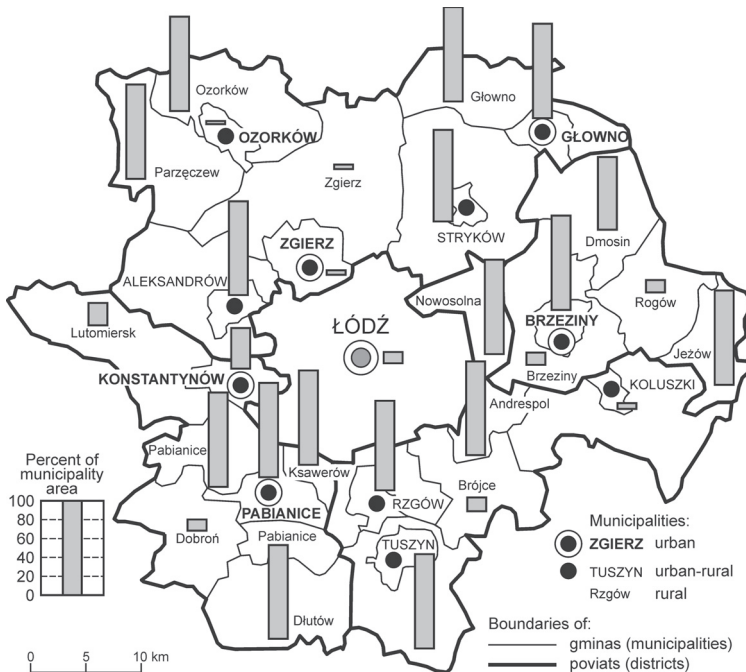 Ozorków
Głowno
OZORKÓW
GŁOWNO
Parzęczew
Zgierz
STRYKÓW
Dmosin
ZGIERZ
ALEKSANDRÓW
Nowosolna
Rogów
Lutomiersk
ŁÓDŹ
BRZEZINY
Jeżów
Brzeziny
KONSTANTYNÓW
KOLUSZKI
Andrespol
Pabianice
Ksawerów
Brójce
RZGÓW
PABIANICE
Dobroń
Pabianice
TUSZYN
Dłutów
Percent of
municipality
area
100
80
60
40
20
0
Municipalities:
ZGIERZ urban
TUSZYN urban-rural
Rzgów rural
Boundaries of:
gminas (municipalities)
poviats (districts)
0 5 10 km